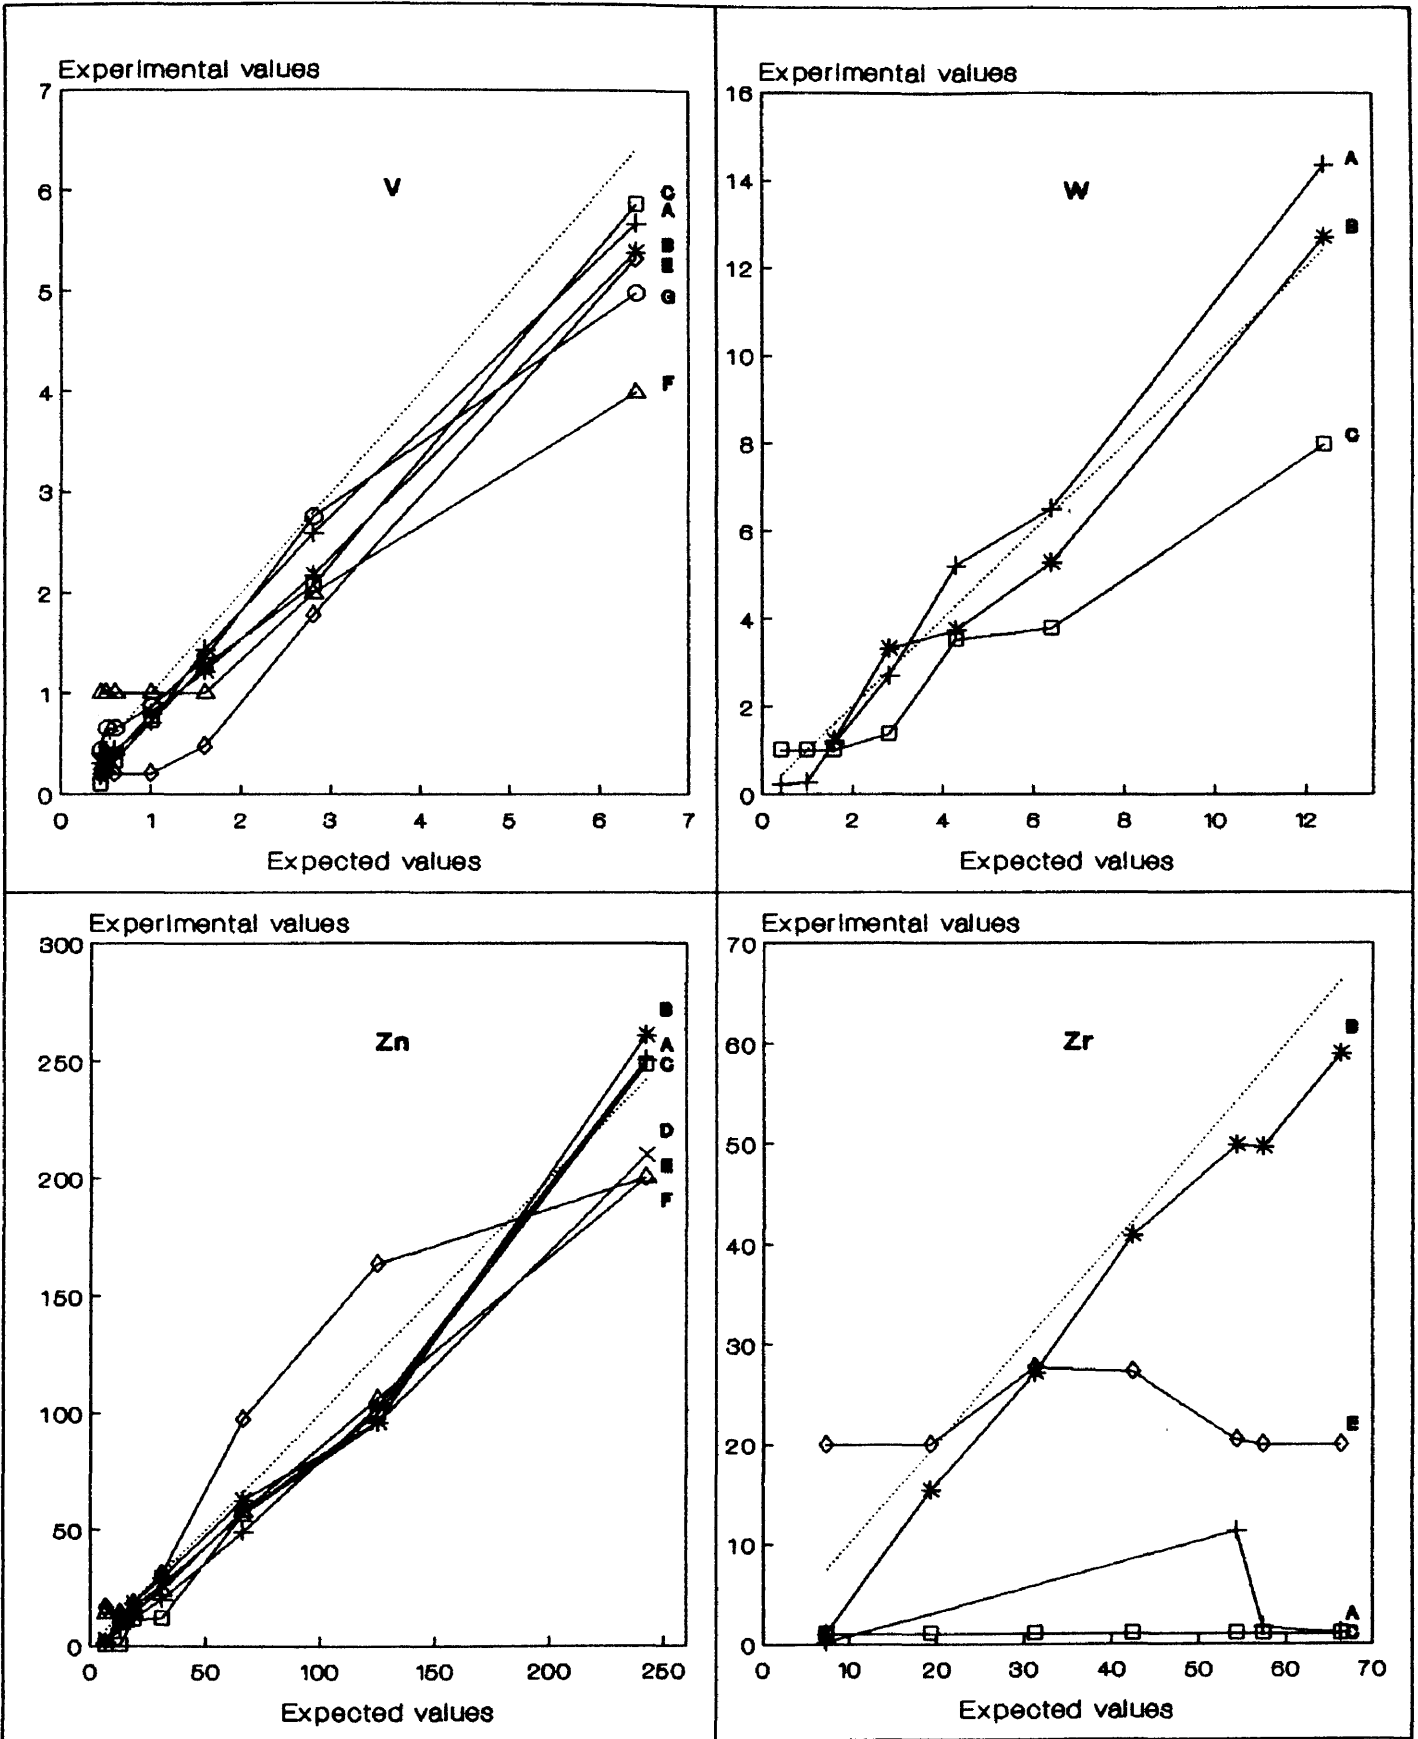 Experimental values
7
6
5
4
3
2
1
0
V
C
A
B
E
G
F
0 1 2 3 4 5 6 7
Expected values
Experimental values
16
14
12
10
8
6
4
2
0
W
A
B
C
0 2 4 6 8 10 12
Expected values
Experimental values
300
250
200
150
100
50
0
Zn
B
A
C
D
E
F
0 50 100 150 200 250
Expected values
Experimental values
70
60
50
40
30
20
10
0
Zr
B
E
A
C
0 10 20 30 40 50 60 70
Expected values